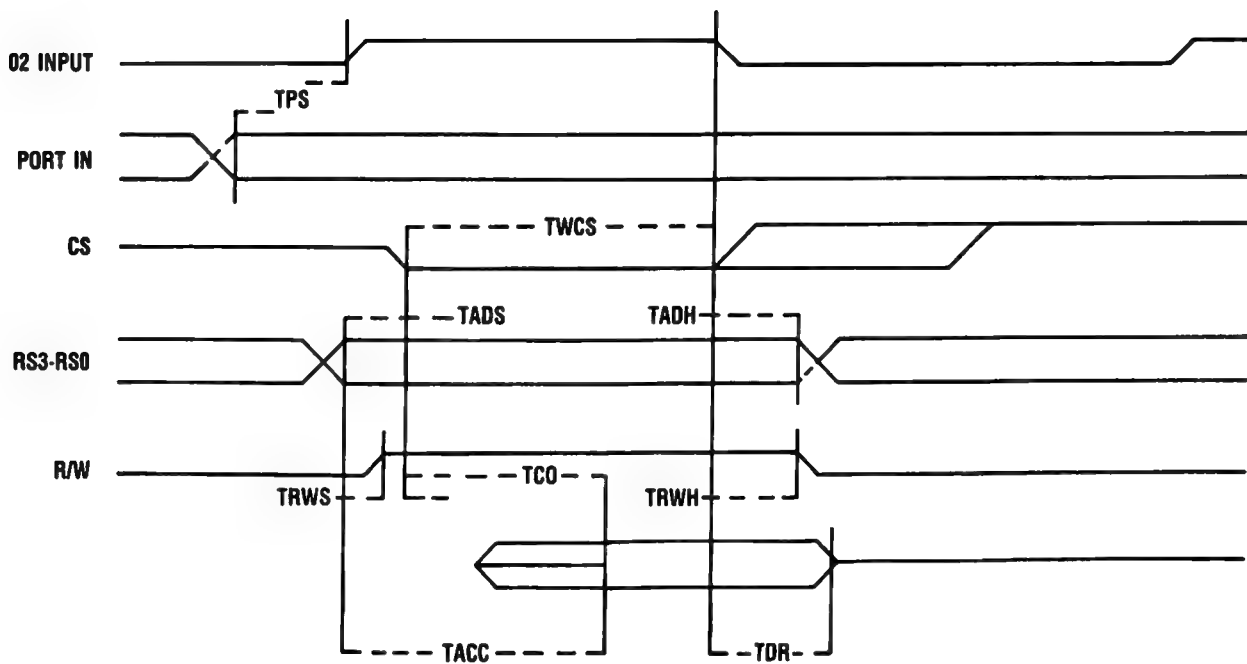 02 INPUT
TPS
PORT IN
TWCS
CS
TADS
TADH
RS3-RS0
R/W
TCO
TRWS
TRWH
TACC
TDR